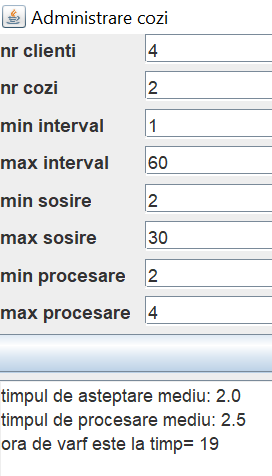 Administrare cozi
nr clienti 4
nr cozi 2
min interval 1
max interval 60
min sosire 2
max sosire 30
min procesare 2
max procesare 4
timpul de asteptare mediu: 2.0
timpul de procesare mediu: 2.5
ora de varf este la timp= 19